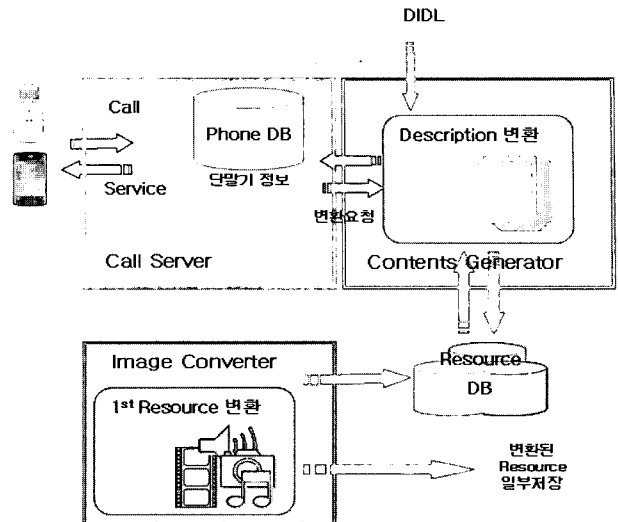 DIDL
Call
Phone DB
단말기 정보
Service
Call Server
Description 변환
변환요청
Contents Generator
Image Converter
1st Resource 변환
Resource
DB
변환된
Resource
일부저장